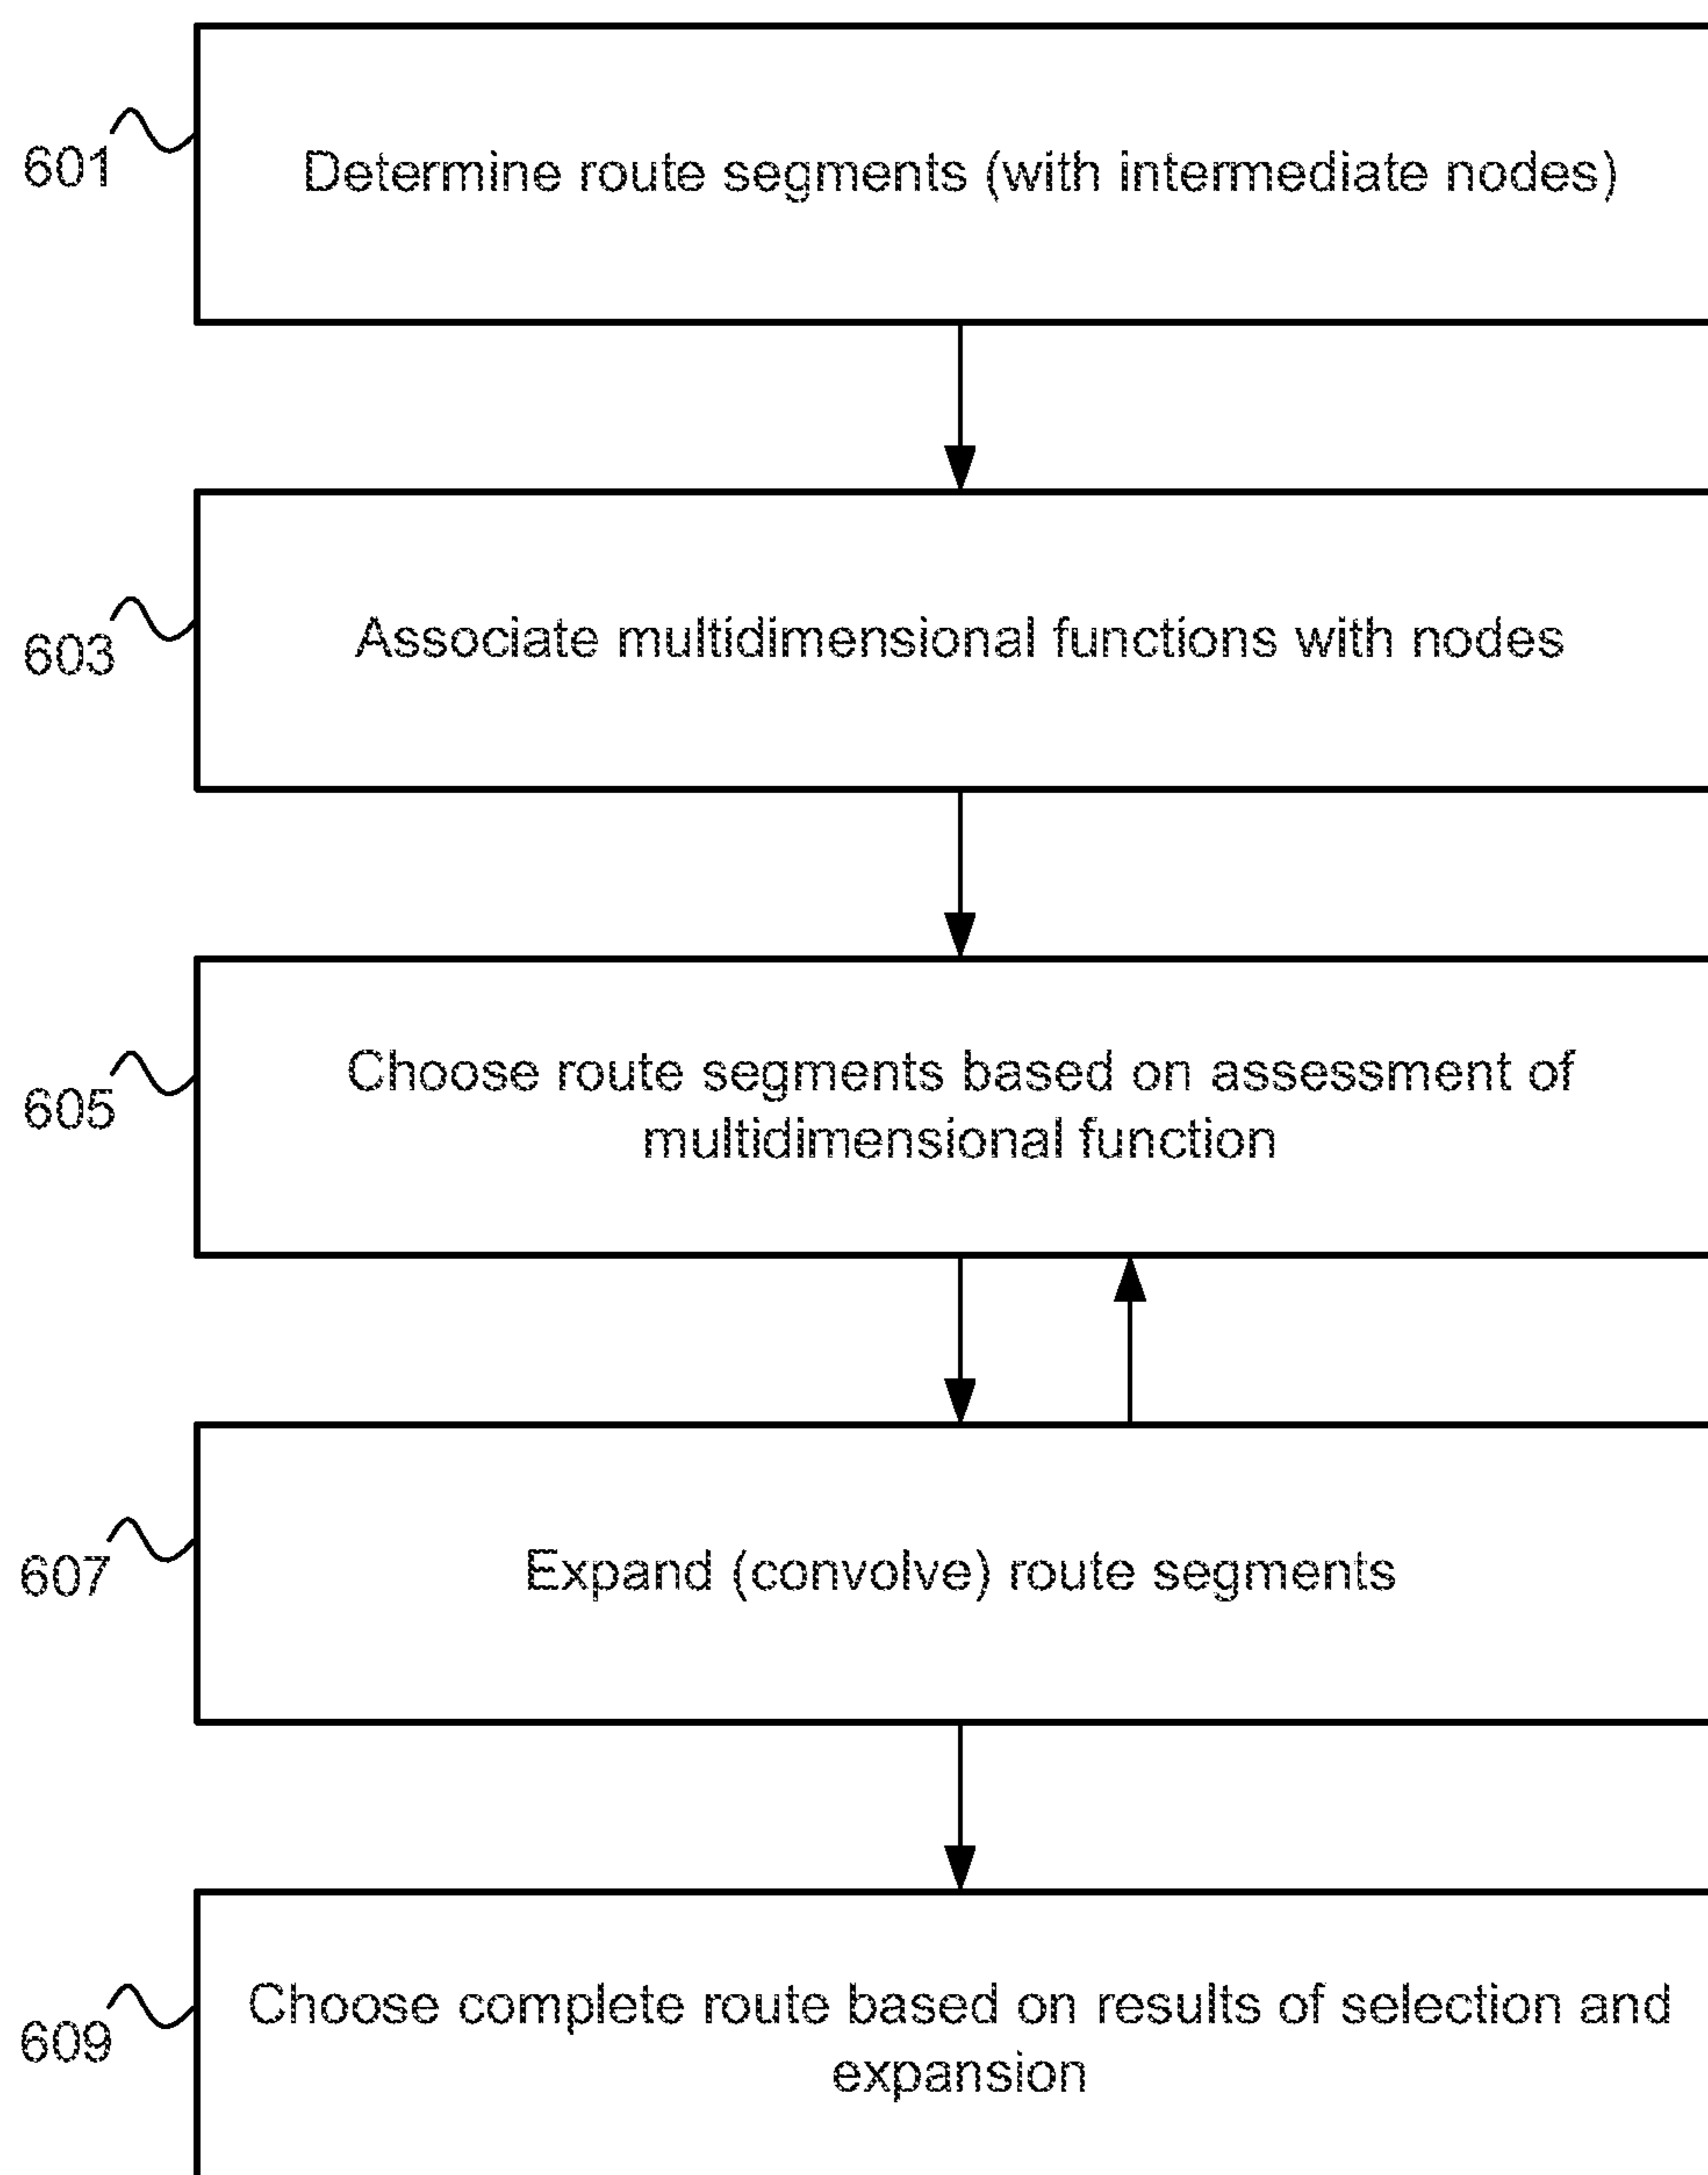 601
Determine route segments (with intermediate nodes)
603
Associate multidimensional functions with nodes
605
Choose route segments based on assessment of
multidimensional function
607
Expand (convolve) route segments
609
Choose complete route based on results of selection and
expansion